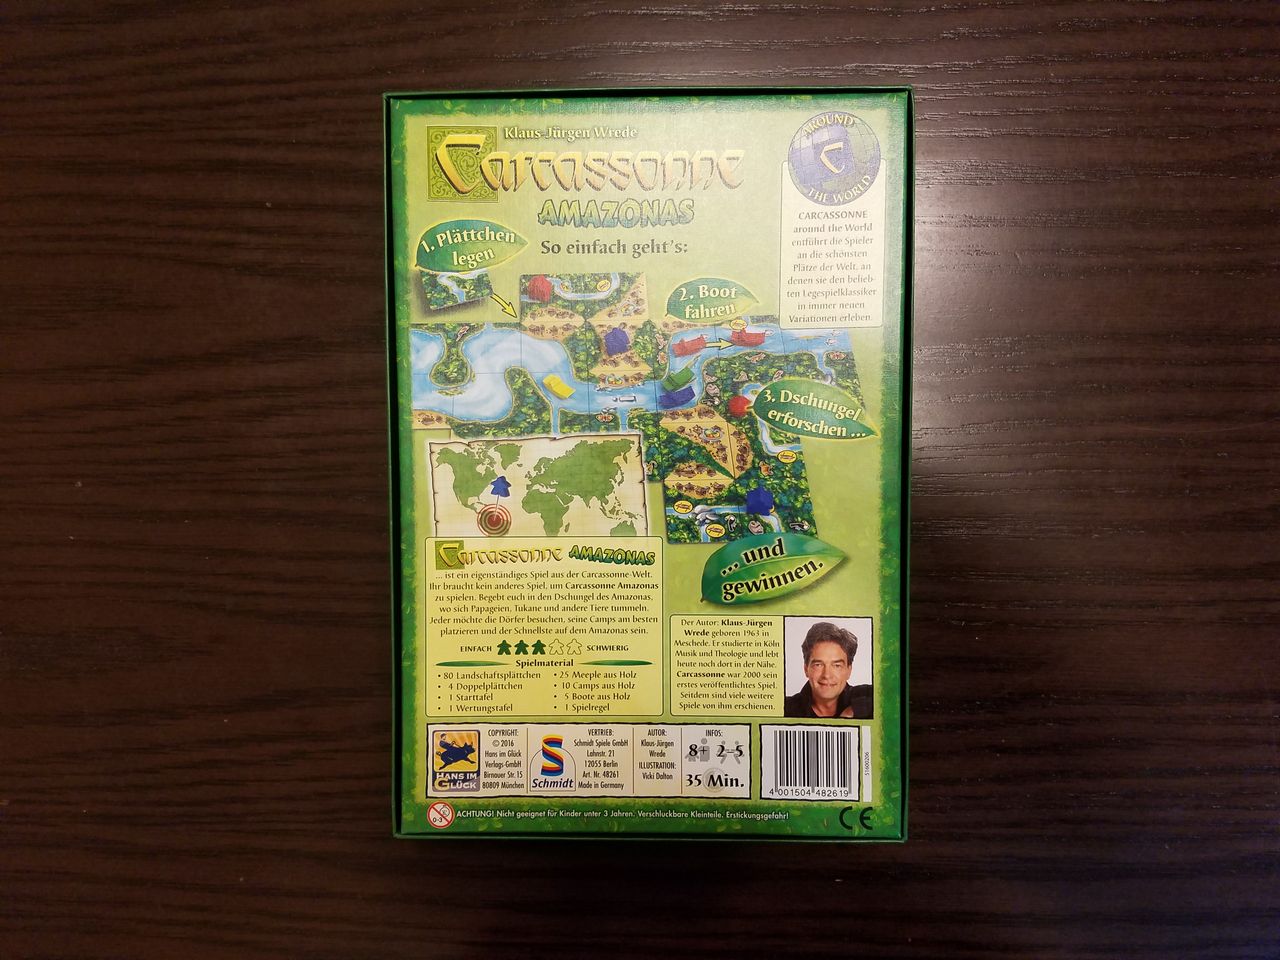 Klaus-Jürgen Wrede
Carcassonne
AMAZONAS
So einfach geht's:
AROUND
C
THE WORLD
CARCASSONNE
around the World
entführt die Spieler
an die schönsten
Plätze der Welt, an
denen sie den belieb-
ten Legespielklassiker
in immer neuen
Variationen erleben.
1. Plättchen
legen
2. Boot
fahren
3. Dschungel
erforschen ...
... und
gewinnen.
Carcassonne AMAZONAS
... ist ein eigenständiges Spiel aus der Carcassonne-Welt.
Ihr braucht kein anderes Spiel, um Carcassonne Amazonas
zu spielen. Begebt euch in den Dschungel des Amazonas,
wo sich Papageien, Tukane und andere Tiere tummeln.
Jeder möchte die Dörfer besuchen, seine Camps am besten
platzieren und der Schnellste auf dem Amazonas sein.
EINFACH SCHWIERIG
Spielmaterial
• 80 Landschaftsplättchen
• 4 Doppelplättchen
• 1 Starttafel
• 1 Wertungstafel
• 25 Meeple aus Holz
• 10 Camps aus Holz
• 5 Boote aus Holz
• 1 Spielregel
Der Autor: Klaus-Jürgen
Wrede geboren 1963 in
Meschede. Er studierte in Köln
Musik und Theologie und lebt
heute noch dort in der Nähe.
Carcassonne war 2000 sein
erstes veröffentlichtes Spiel.
Seitdem sind viele weitere
Spiele von ihm erschienen.
HANS IM
GLÜCK
COPYRIGHT:
© 2016
Hans im Glück
Verlags-GmbH
Birnauer Str. 15
80809 München
Schmidt
VERTRIEB:
Schmidt Spiele GmbH
Lahnstr. 21
12055 Berlin
Art. Nr. 48261
Made in Germany
AUTOR:
Klaus-Jürgen
Wrede
ILLUSTRATION:
Vicki Dalton
INFOS:
8+ 2–5
35 Min.
4 001504 482619
0-3
ACHTUNG! Nicht geeignet für Kinder unter 3 Jahren. Verschluckbare Kleinteile. Erstickungsgefahr!
CE